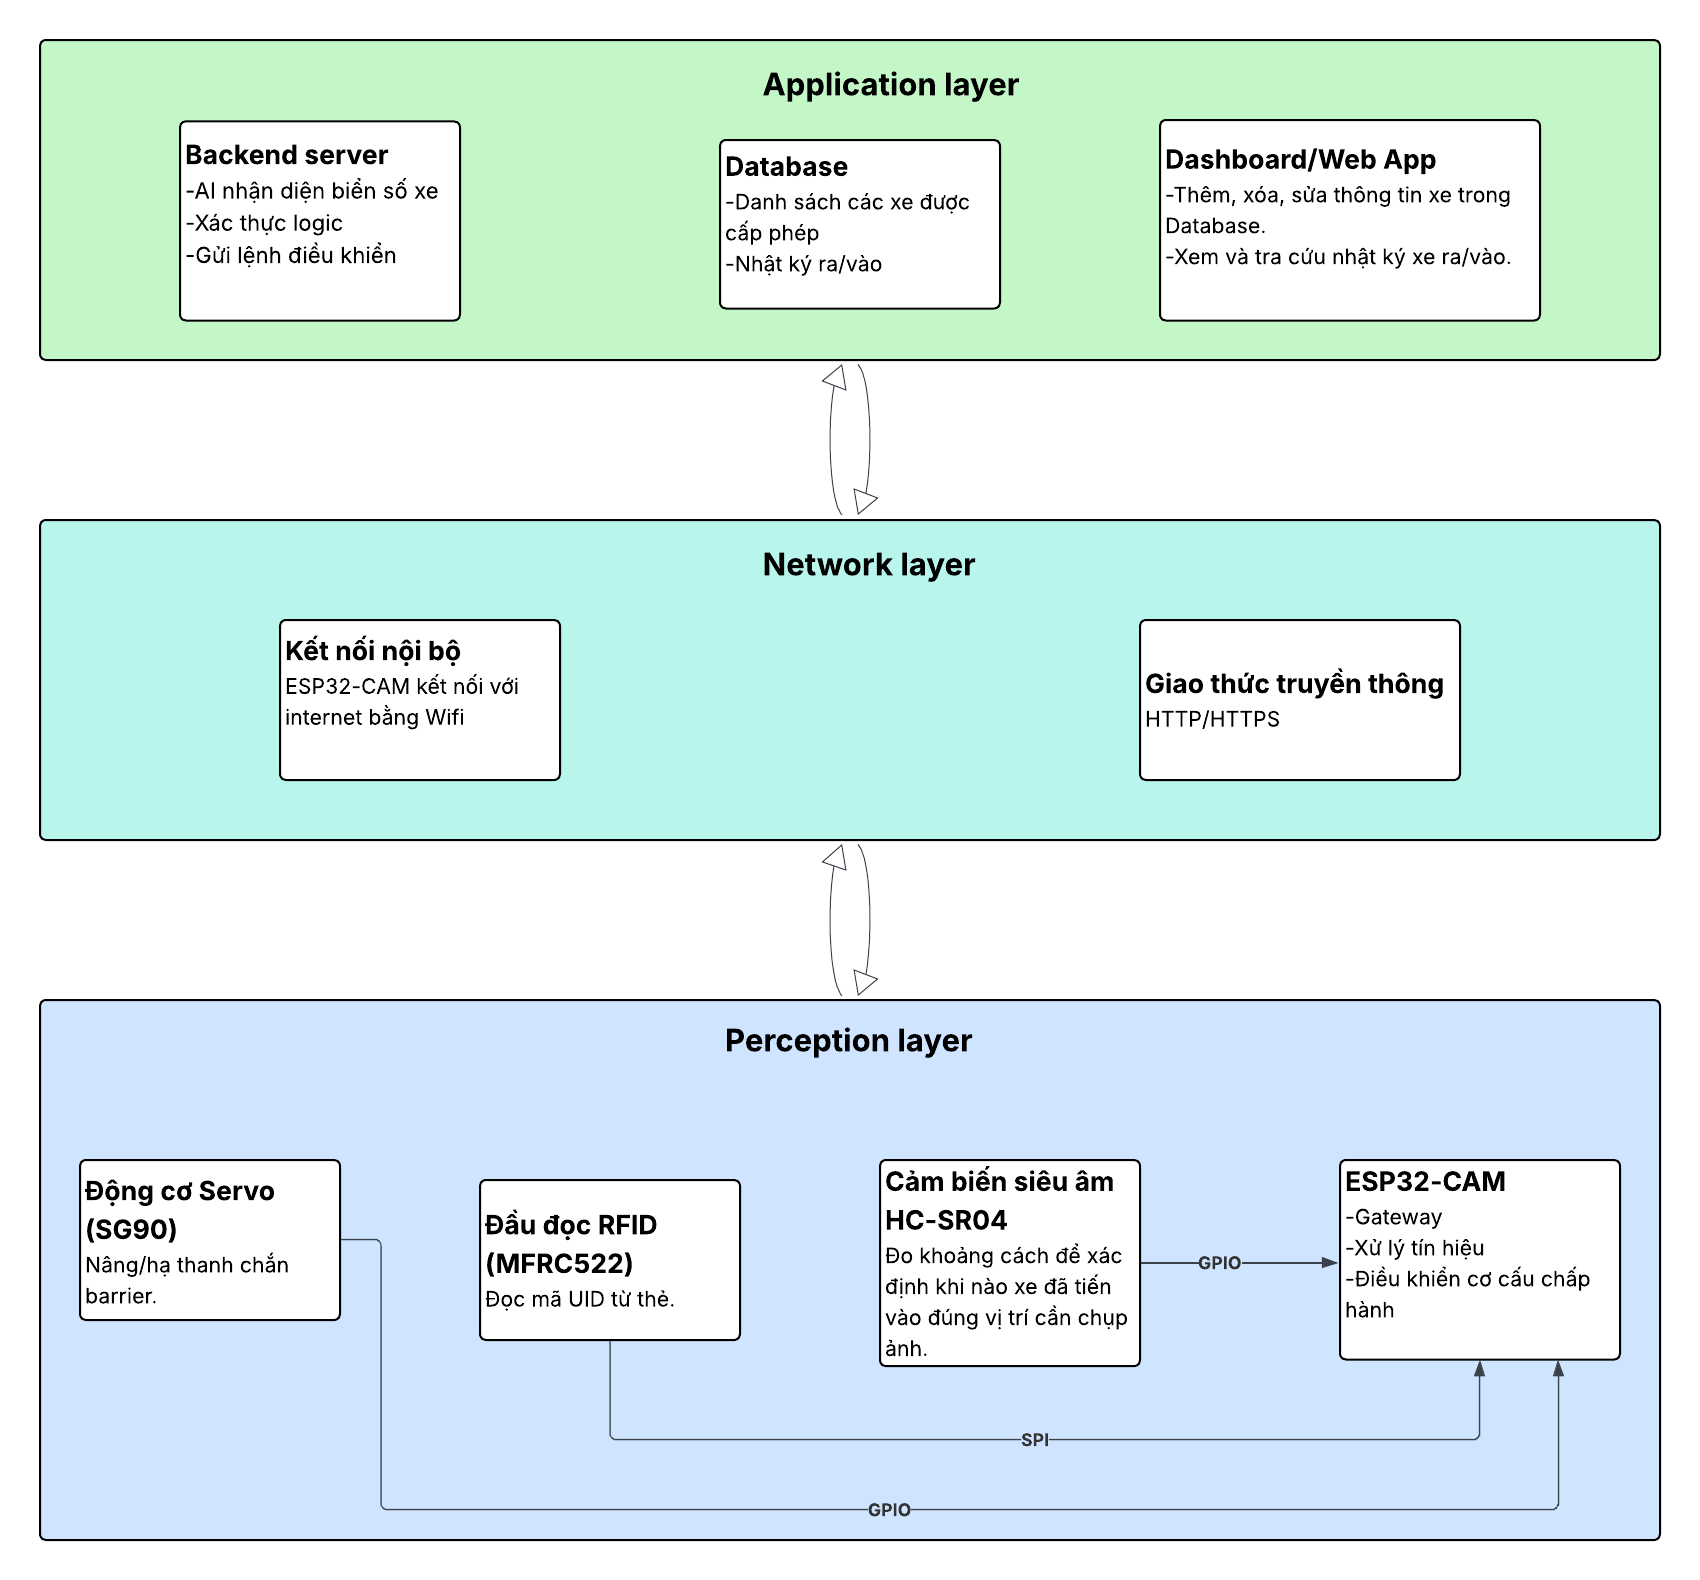 Application layer
Backend server
-AI nhận diện biển số xe
-Xác thực logic
-Gửi lệnh điều khiển
Database
-Danh sách các xe được
cấp phép
-Nhật ký ra/vào
Dashboard/Web App
-Thêm, xóa, sửa thông tin xe trong
Database.
-Xem và tra cứu nhật ký xe ra/vào.
Network layer
Kết nối nội bộ
ESP32-CAM kết nối với
internet bằng Wifi
Giao thức truyền thông
HTTP/HTTPS
Perception layer
Động cơ Servo
(SG90)
Nâng/hạ thanh chắn
barrier.
Đầu đọc RFID
(MFRC522)
Đọc mã UID từ thẻ.
Cảm biến siêu âm
HC-SR04
Đo khoảng cách để xác
định khi nào xe đã tiến
vào đúng vị trí cần chụp
ảnh.
GPIO
ESP32-CAM
-Gateway
-Xử lý tín hiệu
-Điều khiển cơ cấu chấp
hành
SPI
GPIO